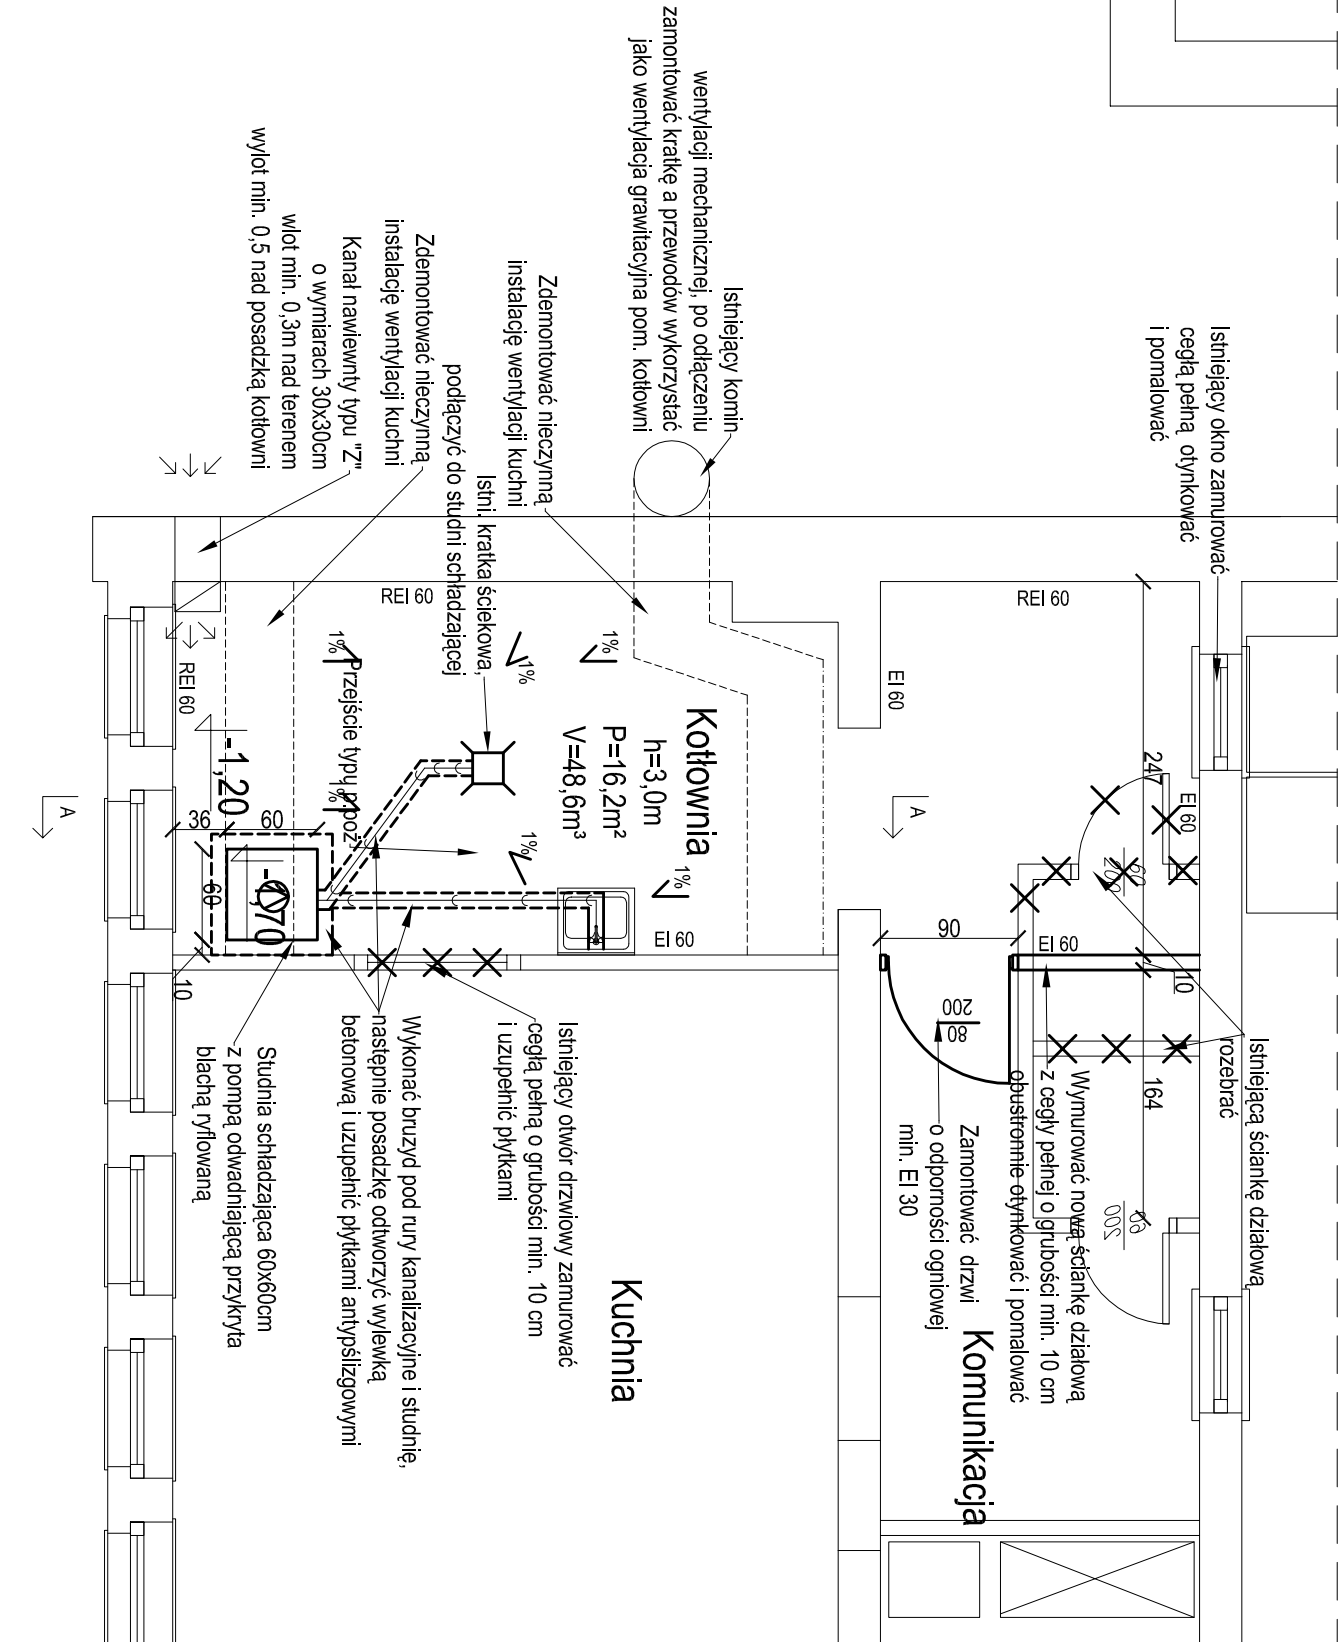 Istniejący okno zamurować
cegłą pełną otynkować
i pomalować
Istniejący komin
wentylacji mechanicznej, po odłączeniu
zamontować kratkę a przewodów wykorzystać
jako wentylacja grawitacyjna pom. kotłowni
Zdemontować nieczynną
instalację wentylacji kuchni
Istni. kratka ściekowa,
podłączyć do studni schładzającej
Zdemontować nieczynną
instalację wentylacji kuchni
Kanał nawiewnty typu "Z"
o wymiarach 30x30cm
wlot min. 0,3m nad terenem
wylot min. 0,5 nad posadzką kotłowni
REI 60
REI 60
REI 60
EI 60
EI 60
EI 60
EI 60
Kotłownia
h=3,0m
P=16,2m²
V=48,6m³
1%
1%
1%
1%
1%
1%
Przejście typu p.poż.
-1,20
-1,70
36
60
60
10
A
A
247
164
10
90
60
200
80
200
60
200
Istniejącą ściankę działową
rozebrać
Wymurować nową ściankę działową
z cegły pełnej o grubości min. 10 cm
obustronnie otynkować i pomalować
Zamontować drzwi
o odporności ogniowej
min. EI 30
Komunikacja
Kuchnia
Istniejący otwór drzwiowy zamurować
cegłą pełną o grubości min. 10 cm
i uzupełnić płytkami
Wykonać bruzyd pod rury kanalizacyjne i studnię,
następnie posadzkę odtworzyć wylewką
betonową i uzupełnić płytkami antypślizgowymi
Studnia schładzająca 60x60cm
z pompą odwadniającą przykryta
blachą ryflowaną